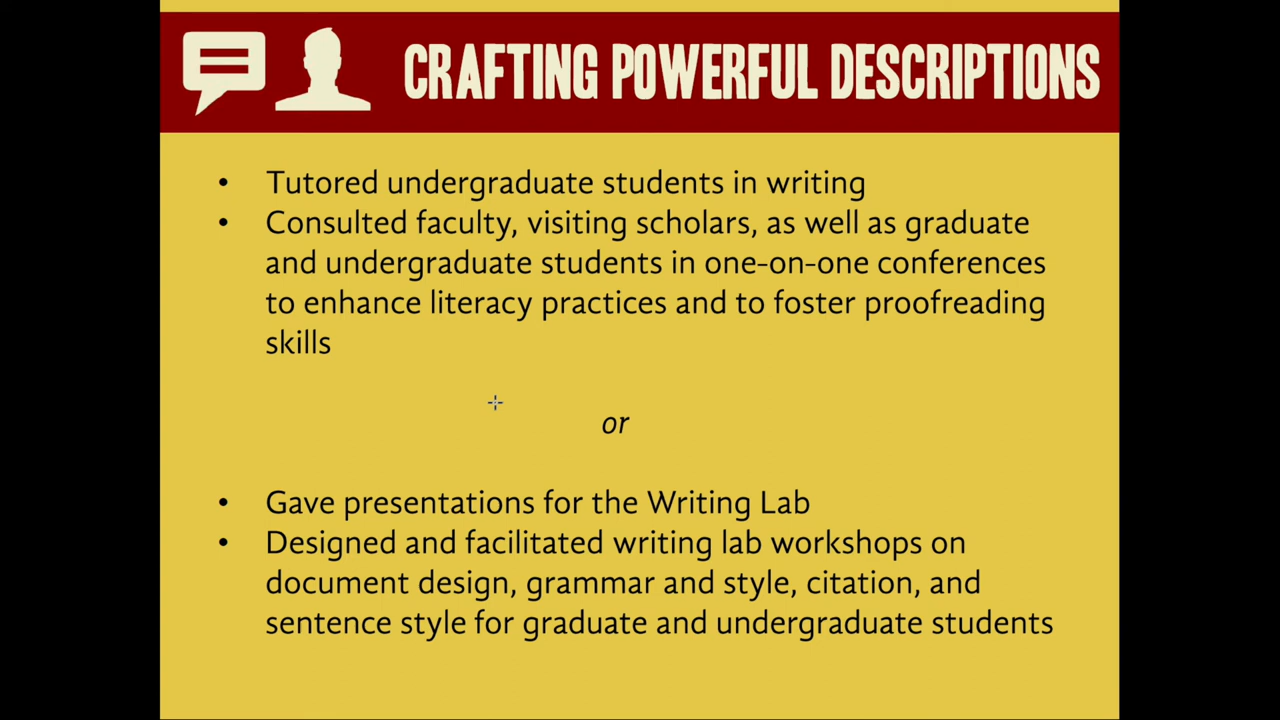 CRAFTING POWERFUL DESCRIPTIONS
• Tutored undergraduate students in writing
• Consulted faculty, visiting scholars, as well as graduate
and undergraduate students in one-on-one conferences
to enhance literacy practices and to foster proofreading
skills
or
• Gave presentations for the Writing Lab
• Designed and facilitated writing lab workshops on
document design, grammar and style, citation, and
sentence style for graduate and undergraduate students